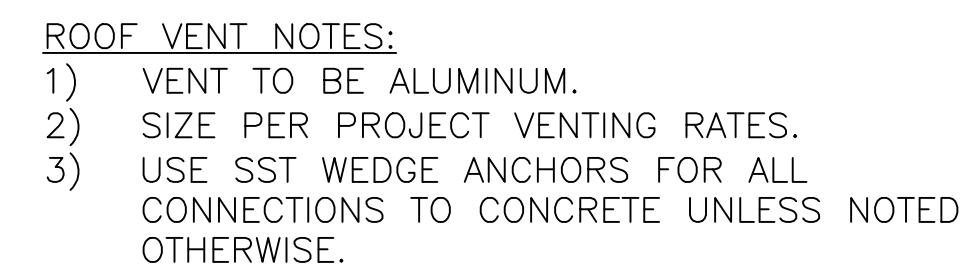 ROOF VENT NOTES:
1) VENT TO BE ALUMINUM.
2) SIZE PER PROJECT VENTING RATES.
3) USE SST WEDGE ANCHORS FOR ALL
CONNECTIONS TO CONCRETE UNLESS NOTED
OTHERWISE.